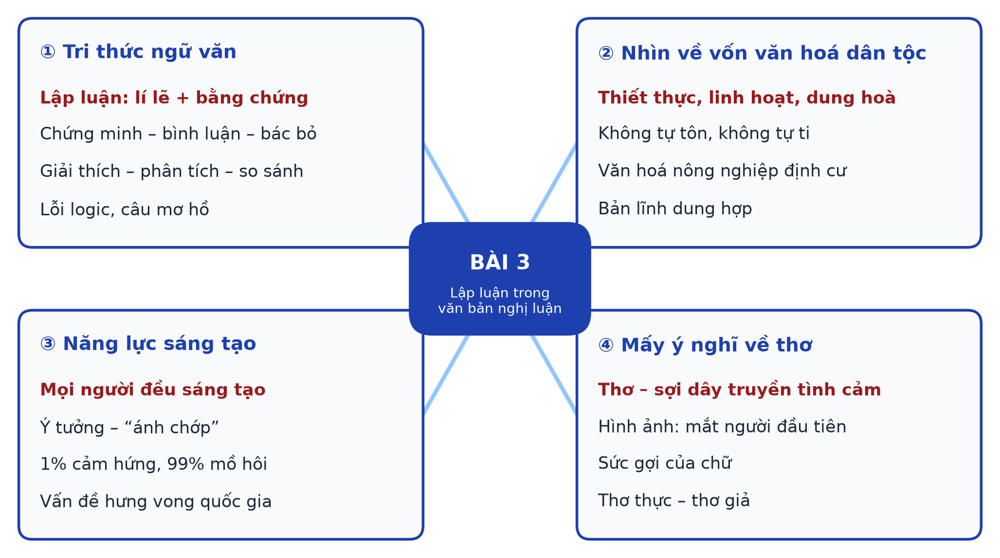 ① Tri thức ngữ văn
Lập luận: lí lẽ + bằng chứng
Chứng minh – bình luận – bác bỏ
Giải thích – phân tích – so sánh
Lỗi logic, câu mơ hồ
② Nhìn về vốn văn hoá dân tộc
Thiết thực, linh hoạt, dung hoà
Không tự tôn, không tự ti
Văn hoá nông nghiệp định cư
Bản lĩnh dung hợp
BÀI 3
Lập luận trong
văn bản nghị luận
③ Năng lực sáng tạo
Mọi người đều sáng tạo
Ý tưởng – “ánh chớp”
1% cảm hứng, 99% mồ hôi
Vấn đề hưng vong quốc gia
④ Mấy ý nghĩ về thơ
Thơ – sợi dây truyền tình cảm
Hình ảnh: mắt người đầu tiên
Sức gợi của chữ
Thơ thực – thơ giả